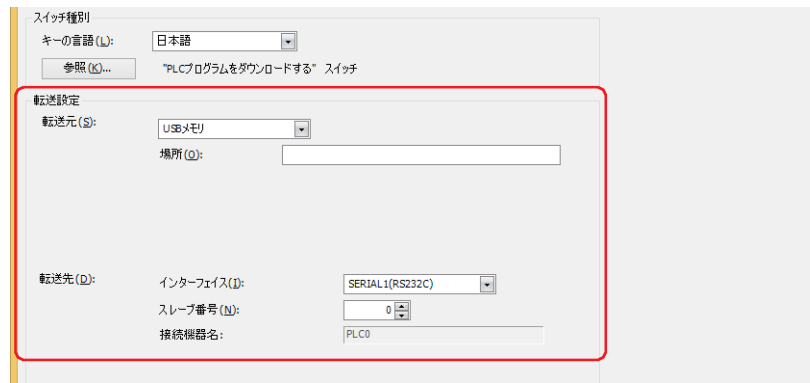 スイッチ種別
キーの言語(L): 日本語
参照(K)... "PLCプログラムをダウンロードする" スイッチ
転送設定
転送元(S): USBメモリ
場所(O):
転送先(D): インターフェイス(I): SERIAL1(RS232C)
スレーブ番号(N): 0
接続機器名: PLC0